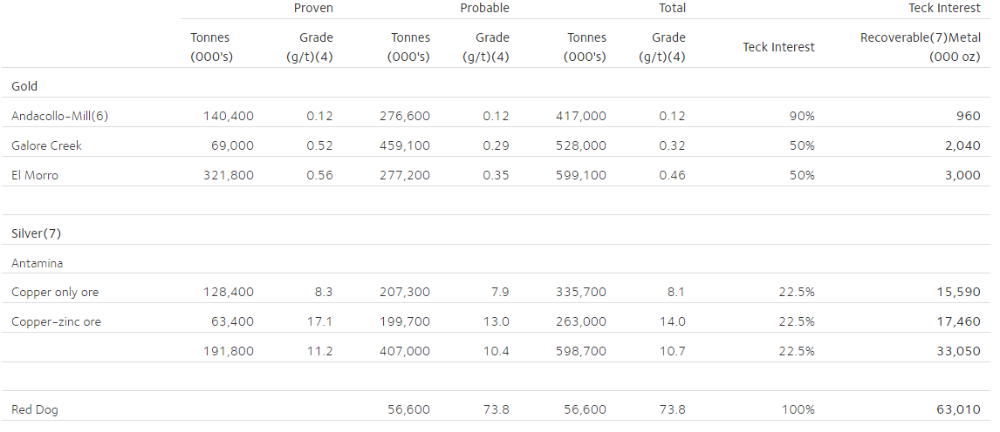 Proven Probable Total Teck Interest
Tonnes Grade Tonnes Grade Tonnes Grade Teck Interest Recoverable(7)Metal
(000's) (g/t)(4) (000's) (g/t)(4) (000's) (g/t)(4) (000 oz)
Gold
Andacollo-Mill(6) 140,400 0.12 276,600 0.12 417,000 0.12 90% 960
Galore Creek 69,000 0.52 459,100 0.29 528,000 0.32 50% 2,040
El Morro 321,800 0.56 277,200 0.35 599,100 0.46 50% 3,000
Silver(7)
Antamina
Copper only ore 128,400 8.3 207,300 7.9 335,700 8.1 22.5% 15,590
Copper-zinc ore 63,400 17.1 199,700 13.0 263,000 14.0 22.5% 17,460
191,800 11.2 407,000 10.4 598,700 10.7 22.5% 33,050
Red Dog 56,600 73.8 56,600 73.8 100% 63,010